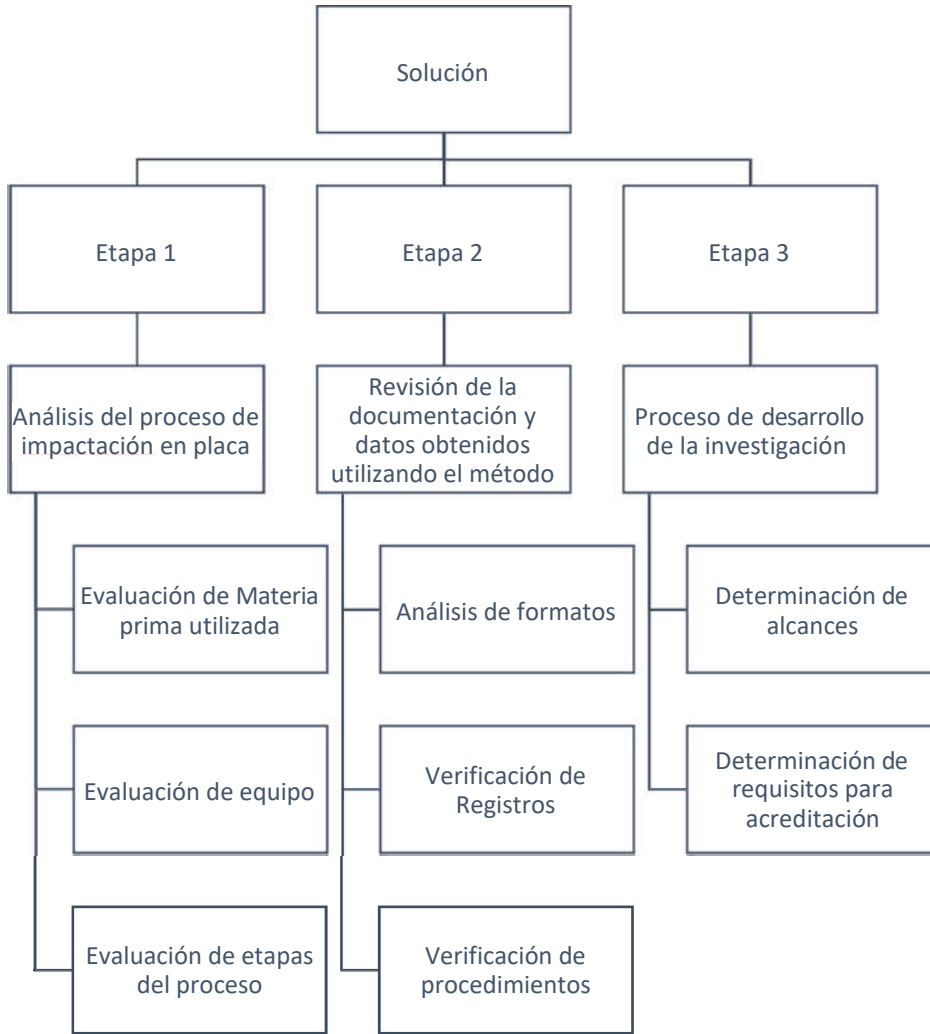 Solución
Etapa 1
Etapa 2
Etapa 3
Análisis del proceso de
impactación en placa
Revisión de la
documentación y
datos obtenidos
utilizando el método
Proceso de desarrollo
de la investigación
Evaluación de Materia
prima utilizada
Análisis de formatos
Determinación de
alcances
Evaluación de equipo
Verificación de
Registros
Determinación de
requisitos para
acreditación
Evaluación de etapas
del proceso
Verificación de
procedimientos